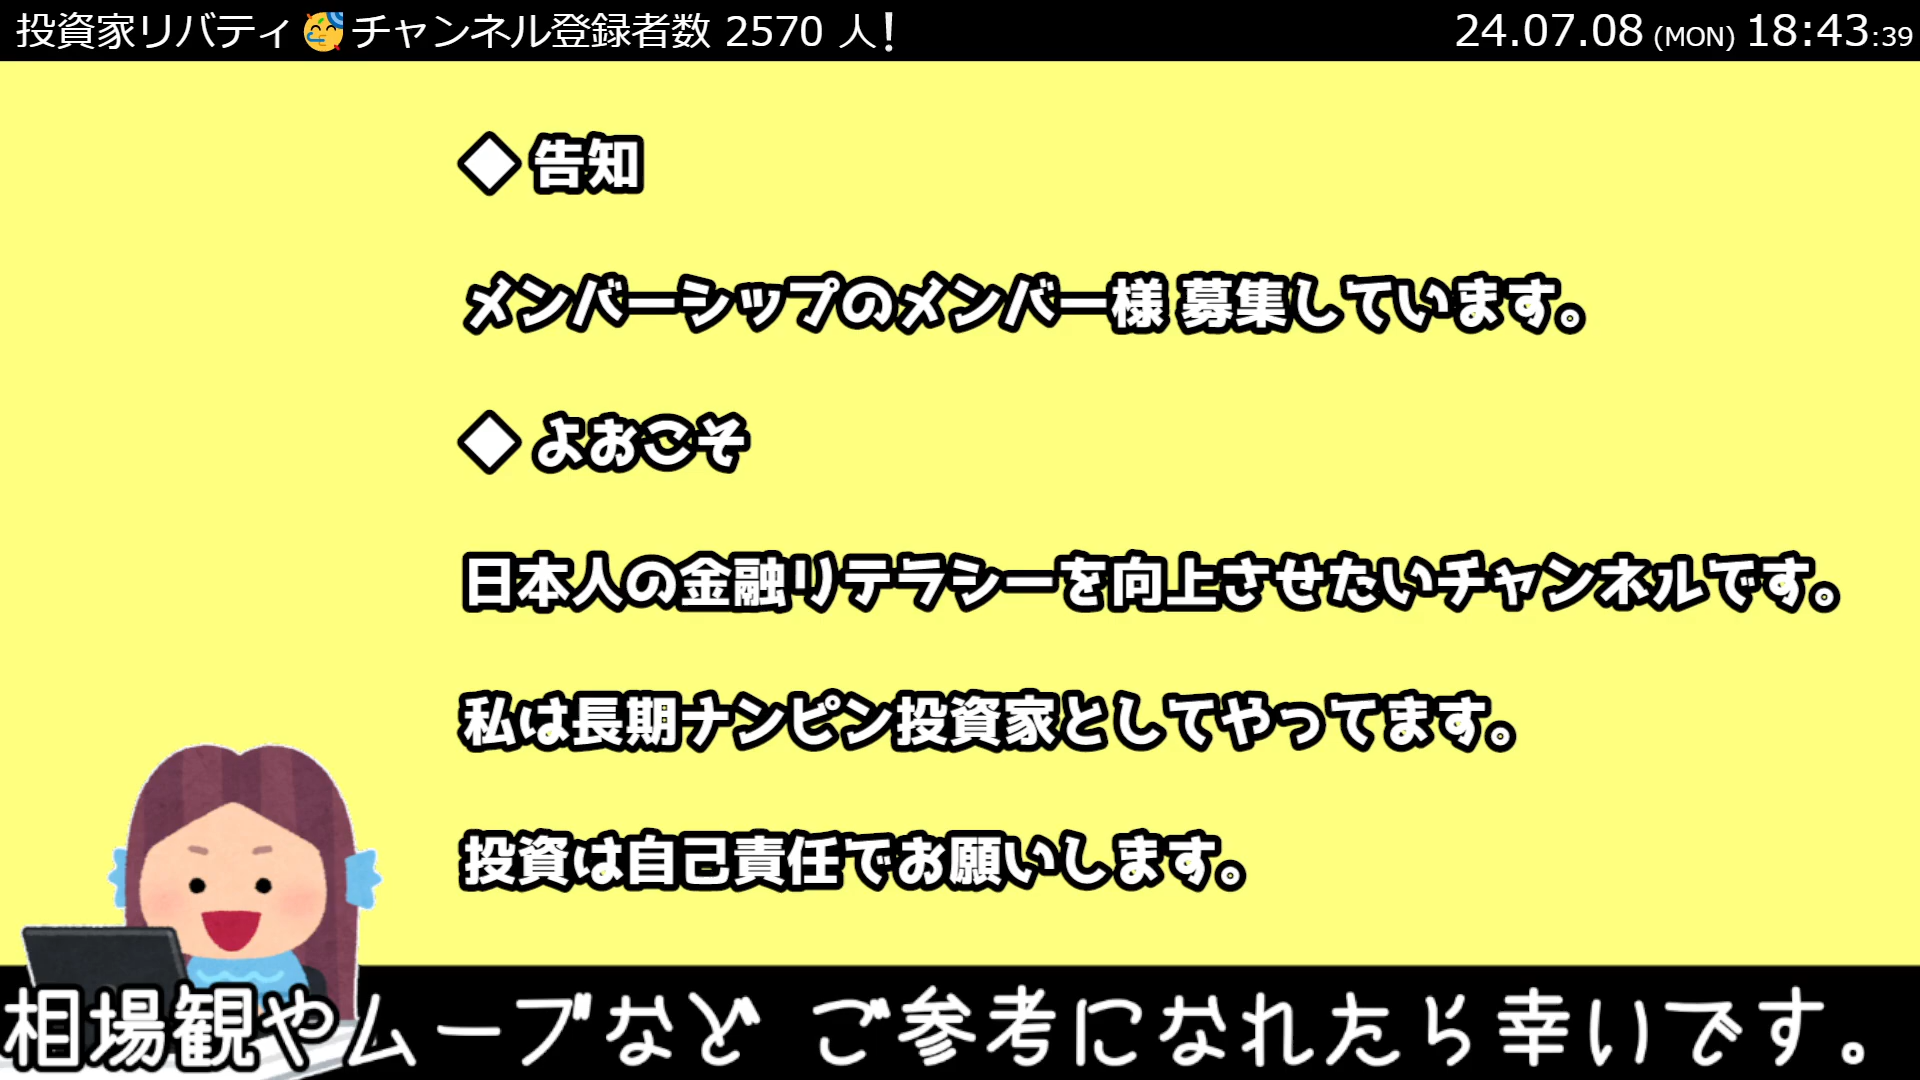 投資家リバティ🥳チャンネル登録者数 2570 人!
24.07.08 (MON) 18:43:39
◆ 告知
メンバーシップのメンバー様 募集しています。
◆ よおこそ
日本人の金融リテラシーを向上させたいチャンネルです。
私は長期ナンピン投資家としてやってます。
投資は自己責任でお願いします。
相場観やムーブなど ご参考になれたら幸いです。